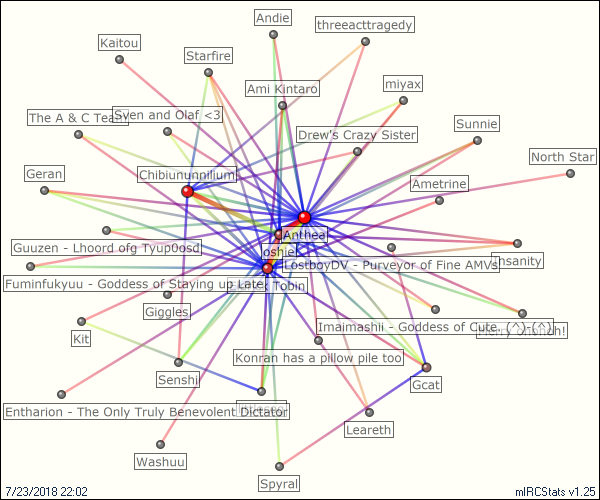 Andie
threeacttragedy
Kaitou
Starfire
Ami Kintaro
miyax
The A & C Team
Sven and Olaf <3
Drew's Crazy Sister
Sunnie
North Star
Geran
Chibiununnilium
Ametrine
Anthea
Guuzen - Lhoord ofg Tyup0osd
oshie
LostboyDV - Purveyor of Fine AMVs
Insanity
Fuminfukyuu - Goddess of Staying up Late
Tobin
Giggles
Imaimashii - Goddess of Cute (^)-(^)
Kit
Konran has a pillow pile too
Senshi
Gcat
Entharion - The Only Truly Benevolent Dictator
Leareth
Washuu
Spyral
7/23/2018 22:02
mIRCStats v1.25